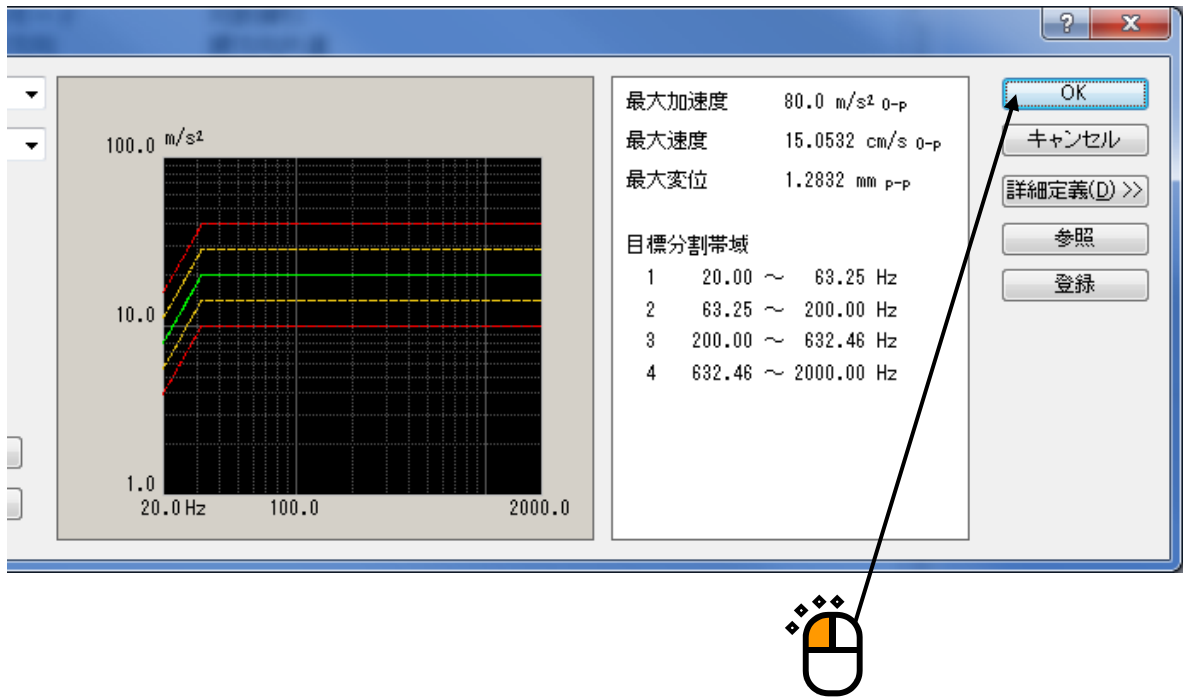 ?
X
100.0 m/s²
10.0
1.0
20.0Hz 100.0 2000.0
最大加速度 80.0 m/s² 0-p
最大速度 15.0532 cm/s 0-p
最大変位 1.2832 mm p-p
目標分割帯域
1 20.00 ～ 63.25 Hz
2 63.25 ～ 200.00 Hz
3 200.00 ～ 632.46 Hz
4 632.46 ～ 2000.00 Hz
OK
キャンセル
詳細定義(D) >>
参照
登録